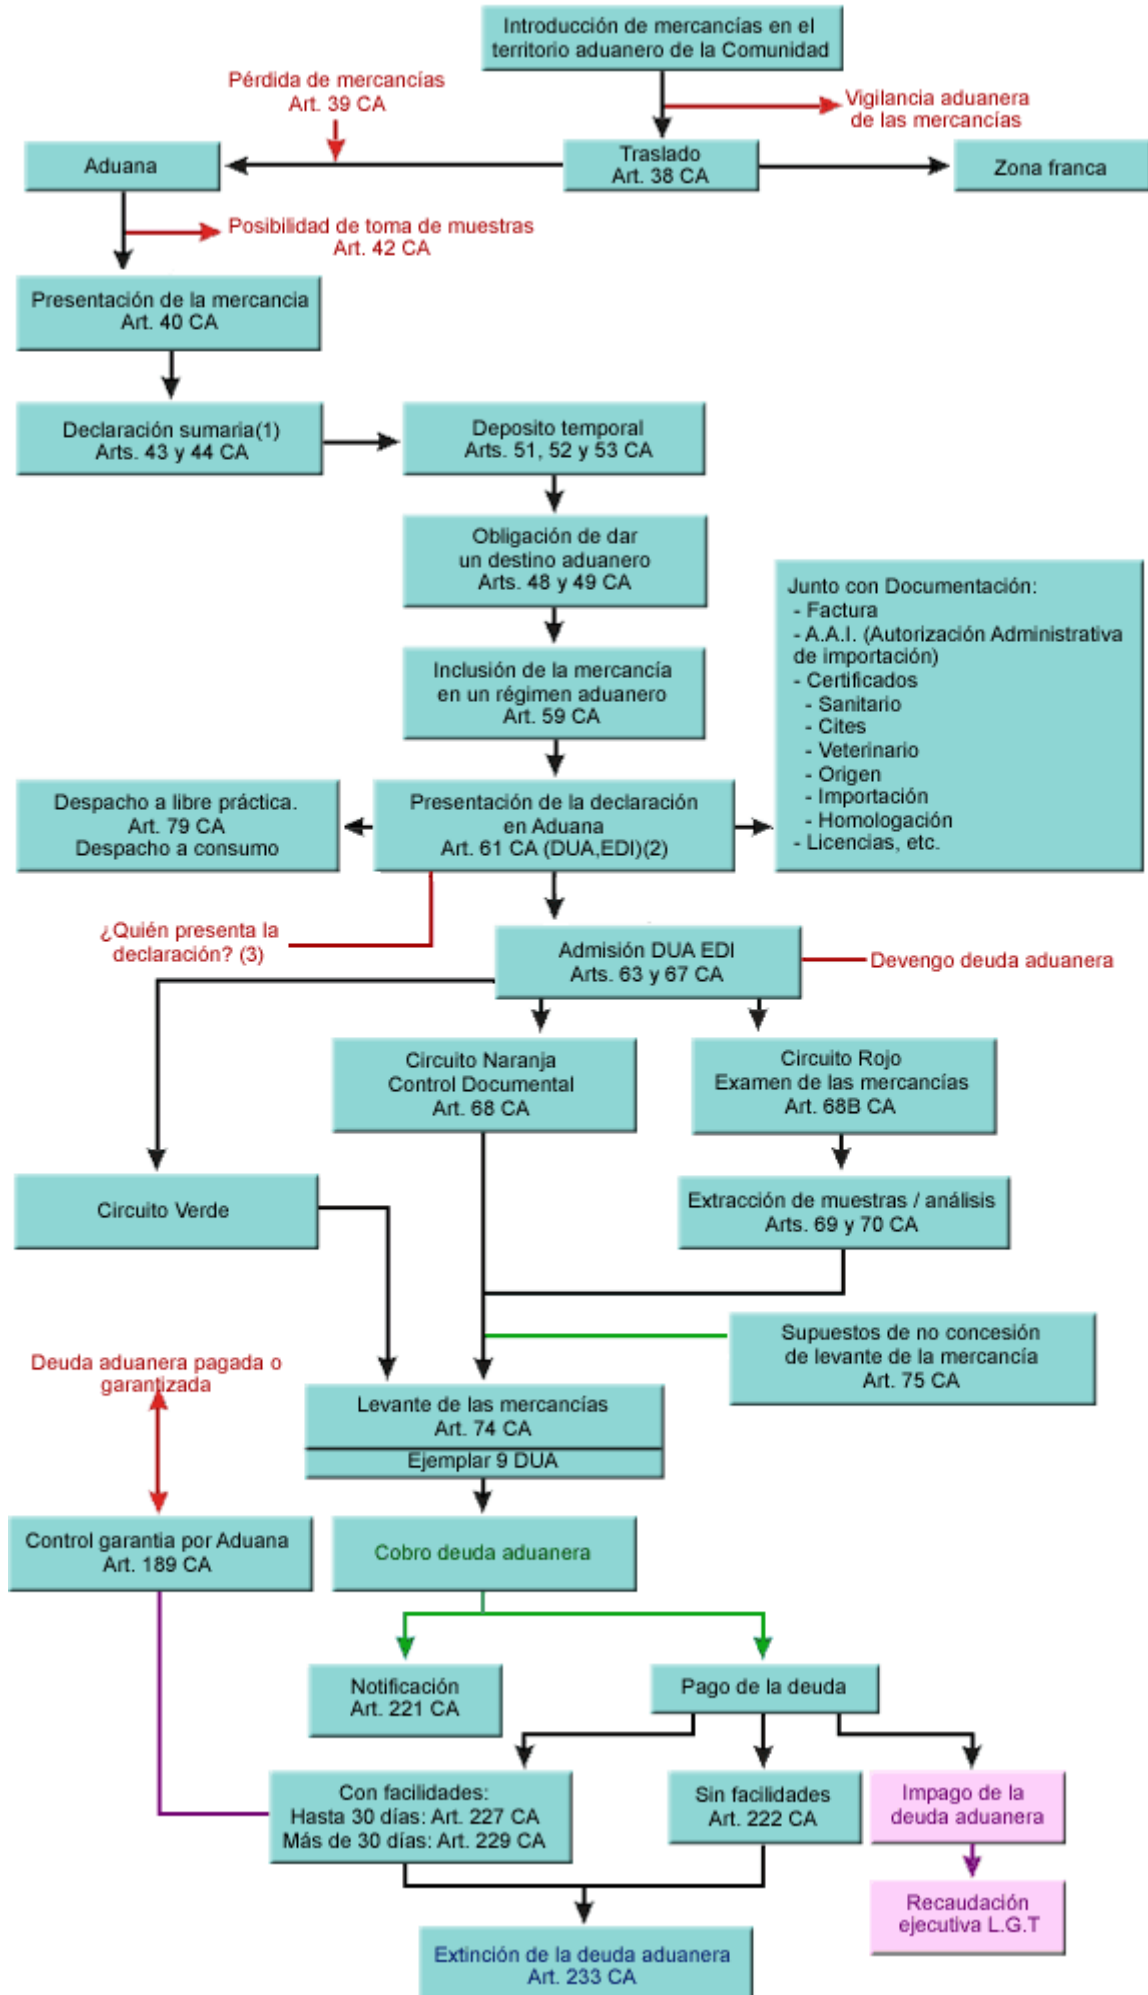 Introducción de mercancías en el
territorio aduanero de la Comunidad
Pérdida de mercancías
Art. 39 CA
Vigilancia aduanera
de las mercancías
Aduana
Traslado
Art. 38 CA
Zona franca
Posibilidad de toma de muestras
Art. 42 CA
Presentación de la mercancia
Art. 40 CA
Declaración sumaria(1)
Arts. 43 y 44 CA
Deposito temporal
Arts. 51, 52 y 53 CA
Obligación de dar
un destino aduanero
Arts. 48 y 49 CA
Inclusión de la mercancía
en un régimen aduanero
Art. 59 CA
Junto con Documentación:
- Factura
- A.A.I. (Autorización Administrativa
de importación)
- Certificados
- Sanitario
- Cites
- Veterinario
- Origen
- Importación
- Homologación
- Licencias, etc.
Despacho a libre práctica.
Art. 79 CA
Despacho a consumo
Presentación de la declaración
en Aduana
Art. 61 CA (DUA,EDI)(2)
¿Quién presenta la
declaración? (3)
Admisión DUA EDI
Arts. 63 y 67 CA
Devengo deuda aduanera
Circuito Naranja
Control Documental
Art. 68 CA
Circuito Rojo
Examen de las mercancías
Art. 68B CA
Circuito Verde
Extracción de muestras / análisis
Arts. 69 y 70 CA
Supuestos de no concesión
de levante de la mercancía
Art. 75 CA
Deuda aduanera pagada o
garantizada
Levante de las mercancías
Art. 74 CA
Ejemplar 9 DUA
Control garantia por Aduana
Art. 189 CA
Cobro deuda aduanera
Notificación
Art. 221 CA
Pago de la deuda
Con facilidades:
Hasta 30 días: Art. 227 CA
Más de 30 días: Art. 229 CA
Sin facilidades
Art. 222 CA
Impago de la
deuda aduanera
Recaudación
ejecutiva L.G.T
Extinción de la deuda aduanera
Art. 233 CA